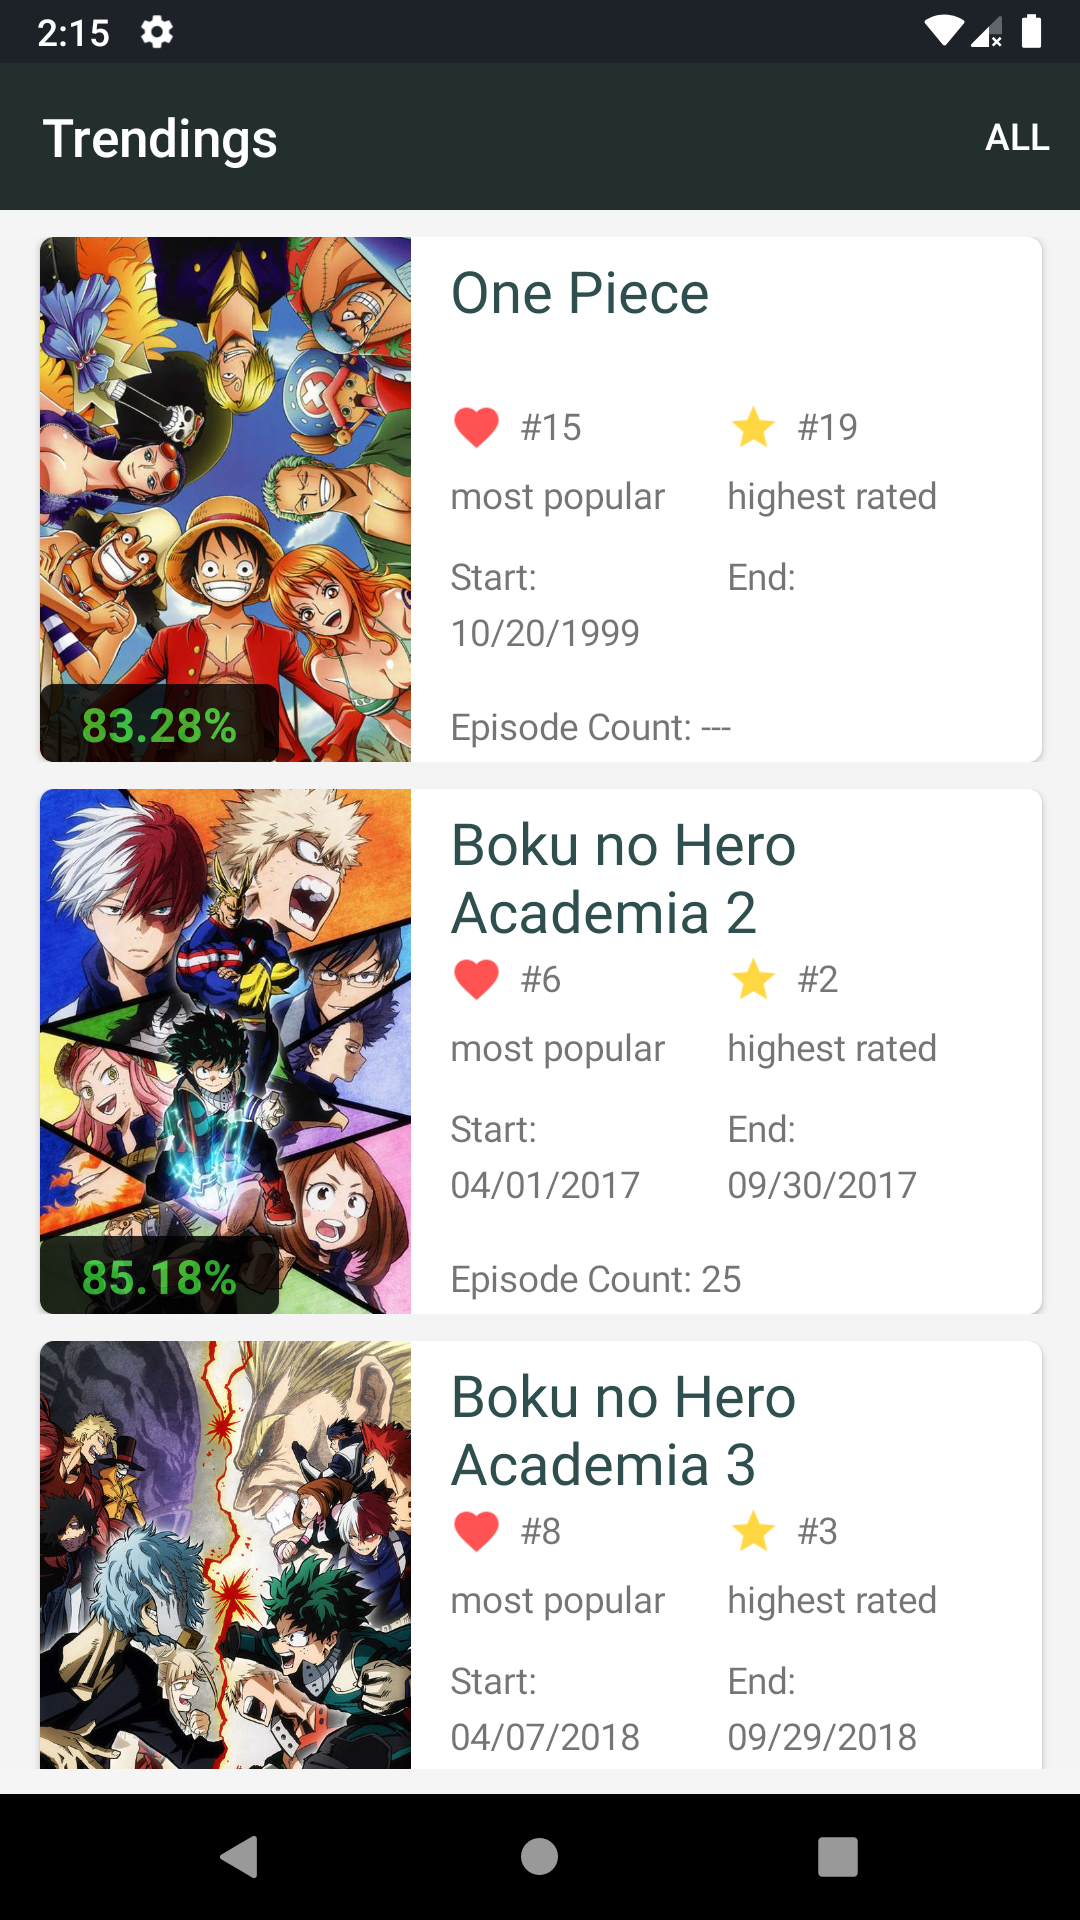 2:15
Trendings
ALL
One Piece
#15
#19
most popular
highest rated
Start:
End:
10/20/1999
83.28%
Episode Count: ---
Boku no Hero
Academia 2
#6
#2
most popular
highest rated
Start:
End:
04/01/2017
09/30/2017
85.18%
Episode Count: 25
Boku no Hero
Academia 3
#8
#3
most popular
highest rated
Start:
End:
04/07/2018
09/29/2018